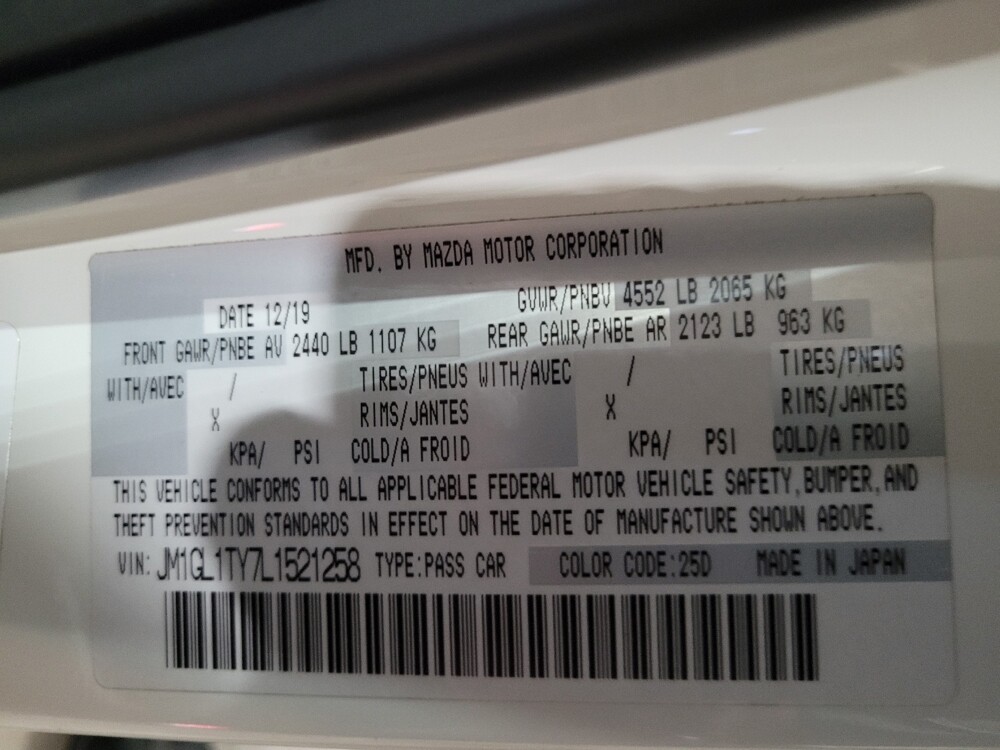 MFD. BY MAZDA MOTOR CORPORATION
DATE 12/19 GVWR/PNBV 4552 LB 2065 KG
FRONT GAWR/PNBE AV 2440 LB 1107 KG REAR GAWR/PNBE AR 2123 LB 963 KG
WITH/AVEC / TIRES/PNEUS WITH/AVEC / TIRES/PNEUS
X RIMS/JANTES X RIMS/JANTES
KPA/ PSI COLD/A FROID KPA/ PSI COLD/A FROID
THIS VEHICLE CONFORMS TO ALL APPLICABLE FEDERAL MOTOR VEHICLE SAFETY, BUMPER, AND
THEFT PREVENTION STANDARDS IN EFFECT ON THE DATE OF MANUFACTURE SHOWN ABOVE.
VIN: JM1GL1TY7L1521258 TYPE:PASS CAR COLOR CODE:25D MADE IN JAPAN